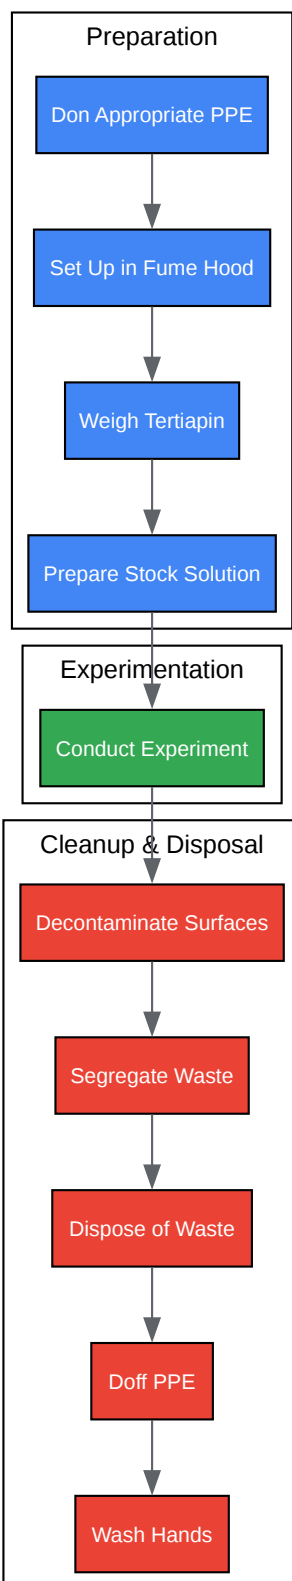 Preparation
Don Appropriate PPE
Set Up in Fume Hood
Weigh Tertiapin
Prepare Stock Solution
Experimentation
Conduct Experiment
Cleanup & Disposal
Decontaminate Surfaces
Segregate Waste
Dispose of Waste
Doff PPE
Wash Hands